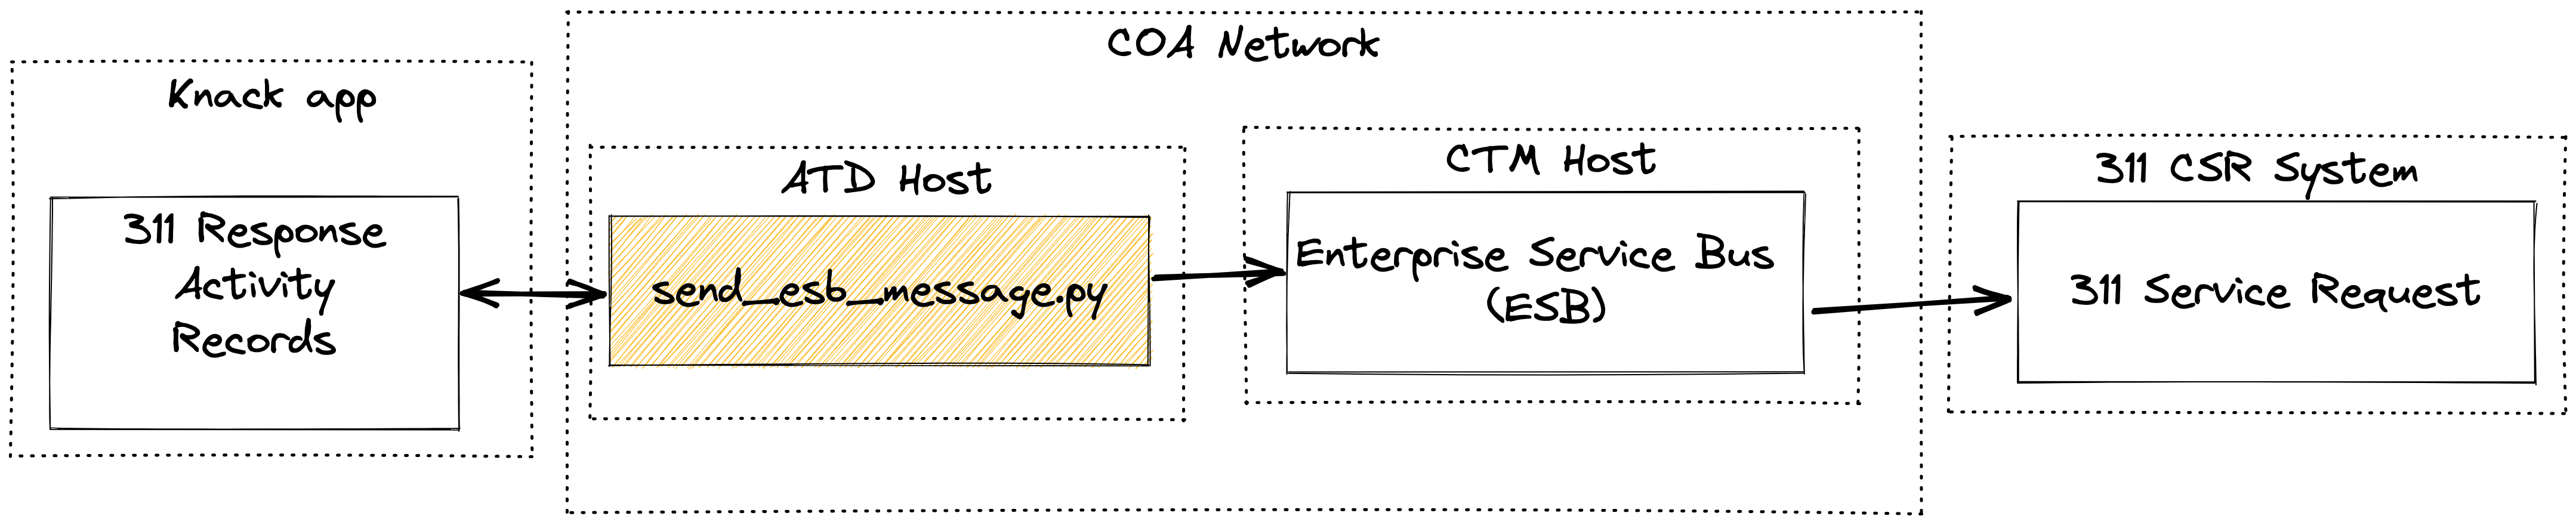 COA Network
Knack app
311 Response
Activity
Records
ATD Host
send_esb_message.py
CTM Host
Enterprise Service Bus
(ESB)
311 CSR System
311 Service Request